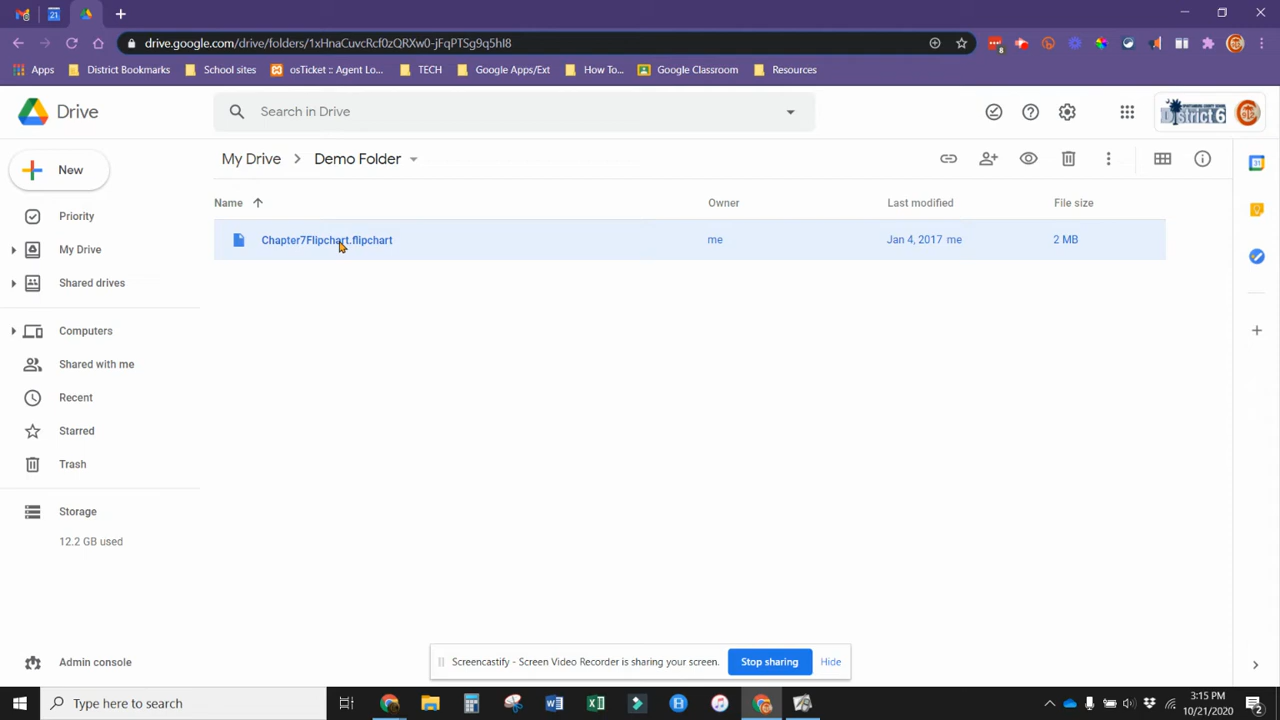 drive.google.com/drive/folders/1xHnaCuvcRcf0zQRXw0-jFqPTSg9q5hI8
Apps
District Bookmarks
School sites
osTicket :: Agent Lo...
TECH
Google Apps/Ext
How To...
Google Classroom
Resources
Drive
Search in Drive
District 6
New
My Drive
Demo Folder
Priority
My Drive
Shared drives
Computers
Shared with me
Recent
Starred
Trash
Storage
12.2 GB used
Admin console
Name
Owner
Last modified
File size
Chapter7Flipchart.flipchart
me
Jan 4, 2017 me
2 MB
Screencastify - Screen Video Recorder is sharing your screen.
Stop sharing
Hide
Type here to search
3:15 PM
10/21/2020
2